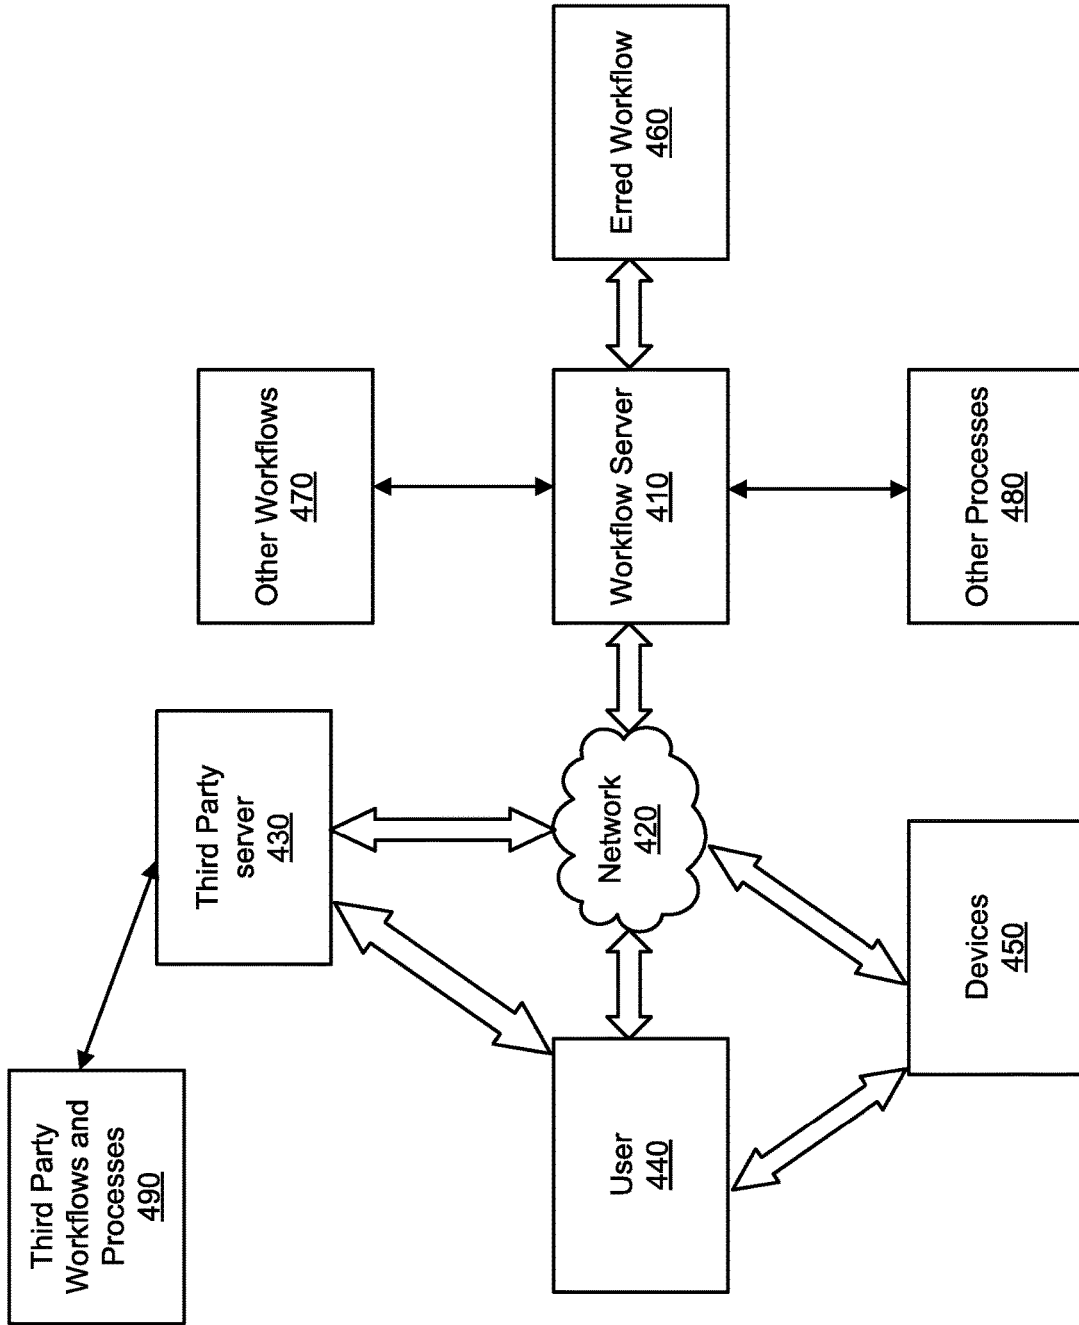 Third Party
Workflows and
Processes
490
Third Party
server
430
Other Workflows
470
User
440
Network
420
Workflow Server
410
Erred Workflow
460
Devices
450
Other Processes
480